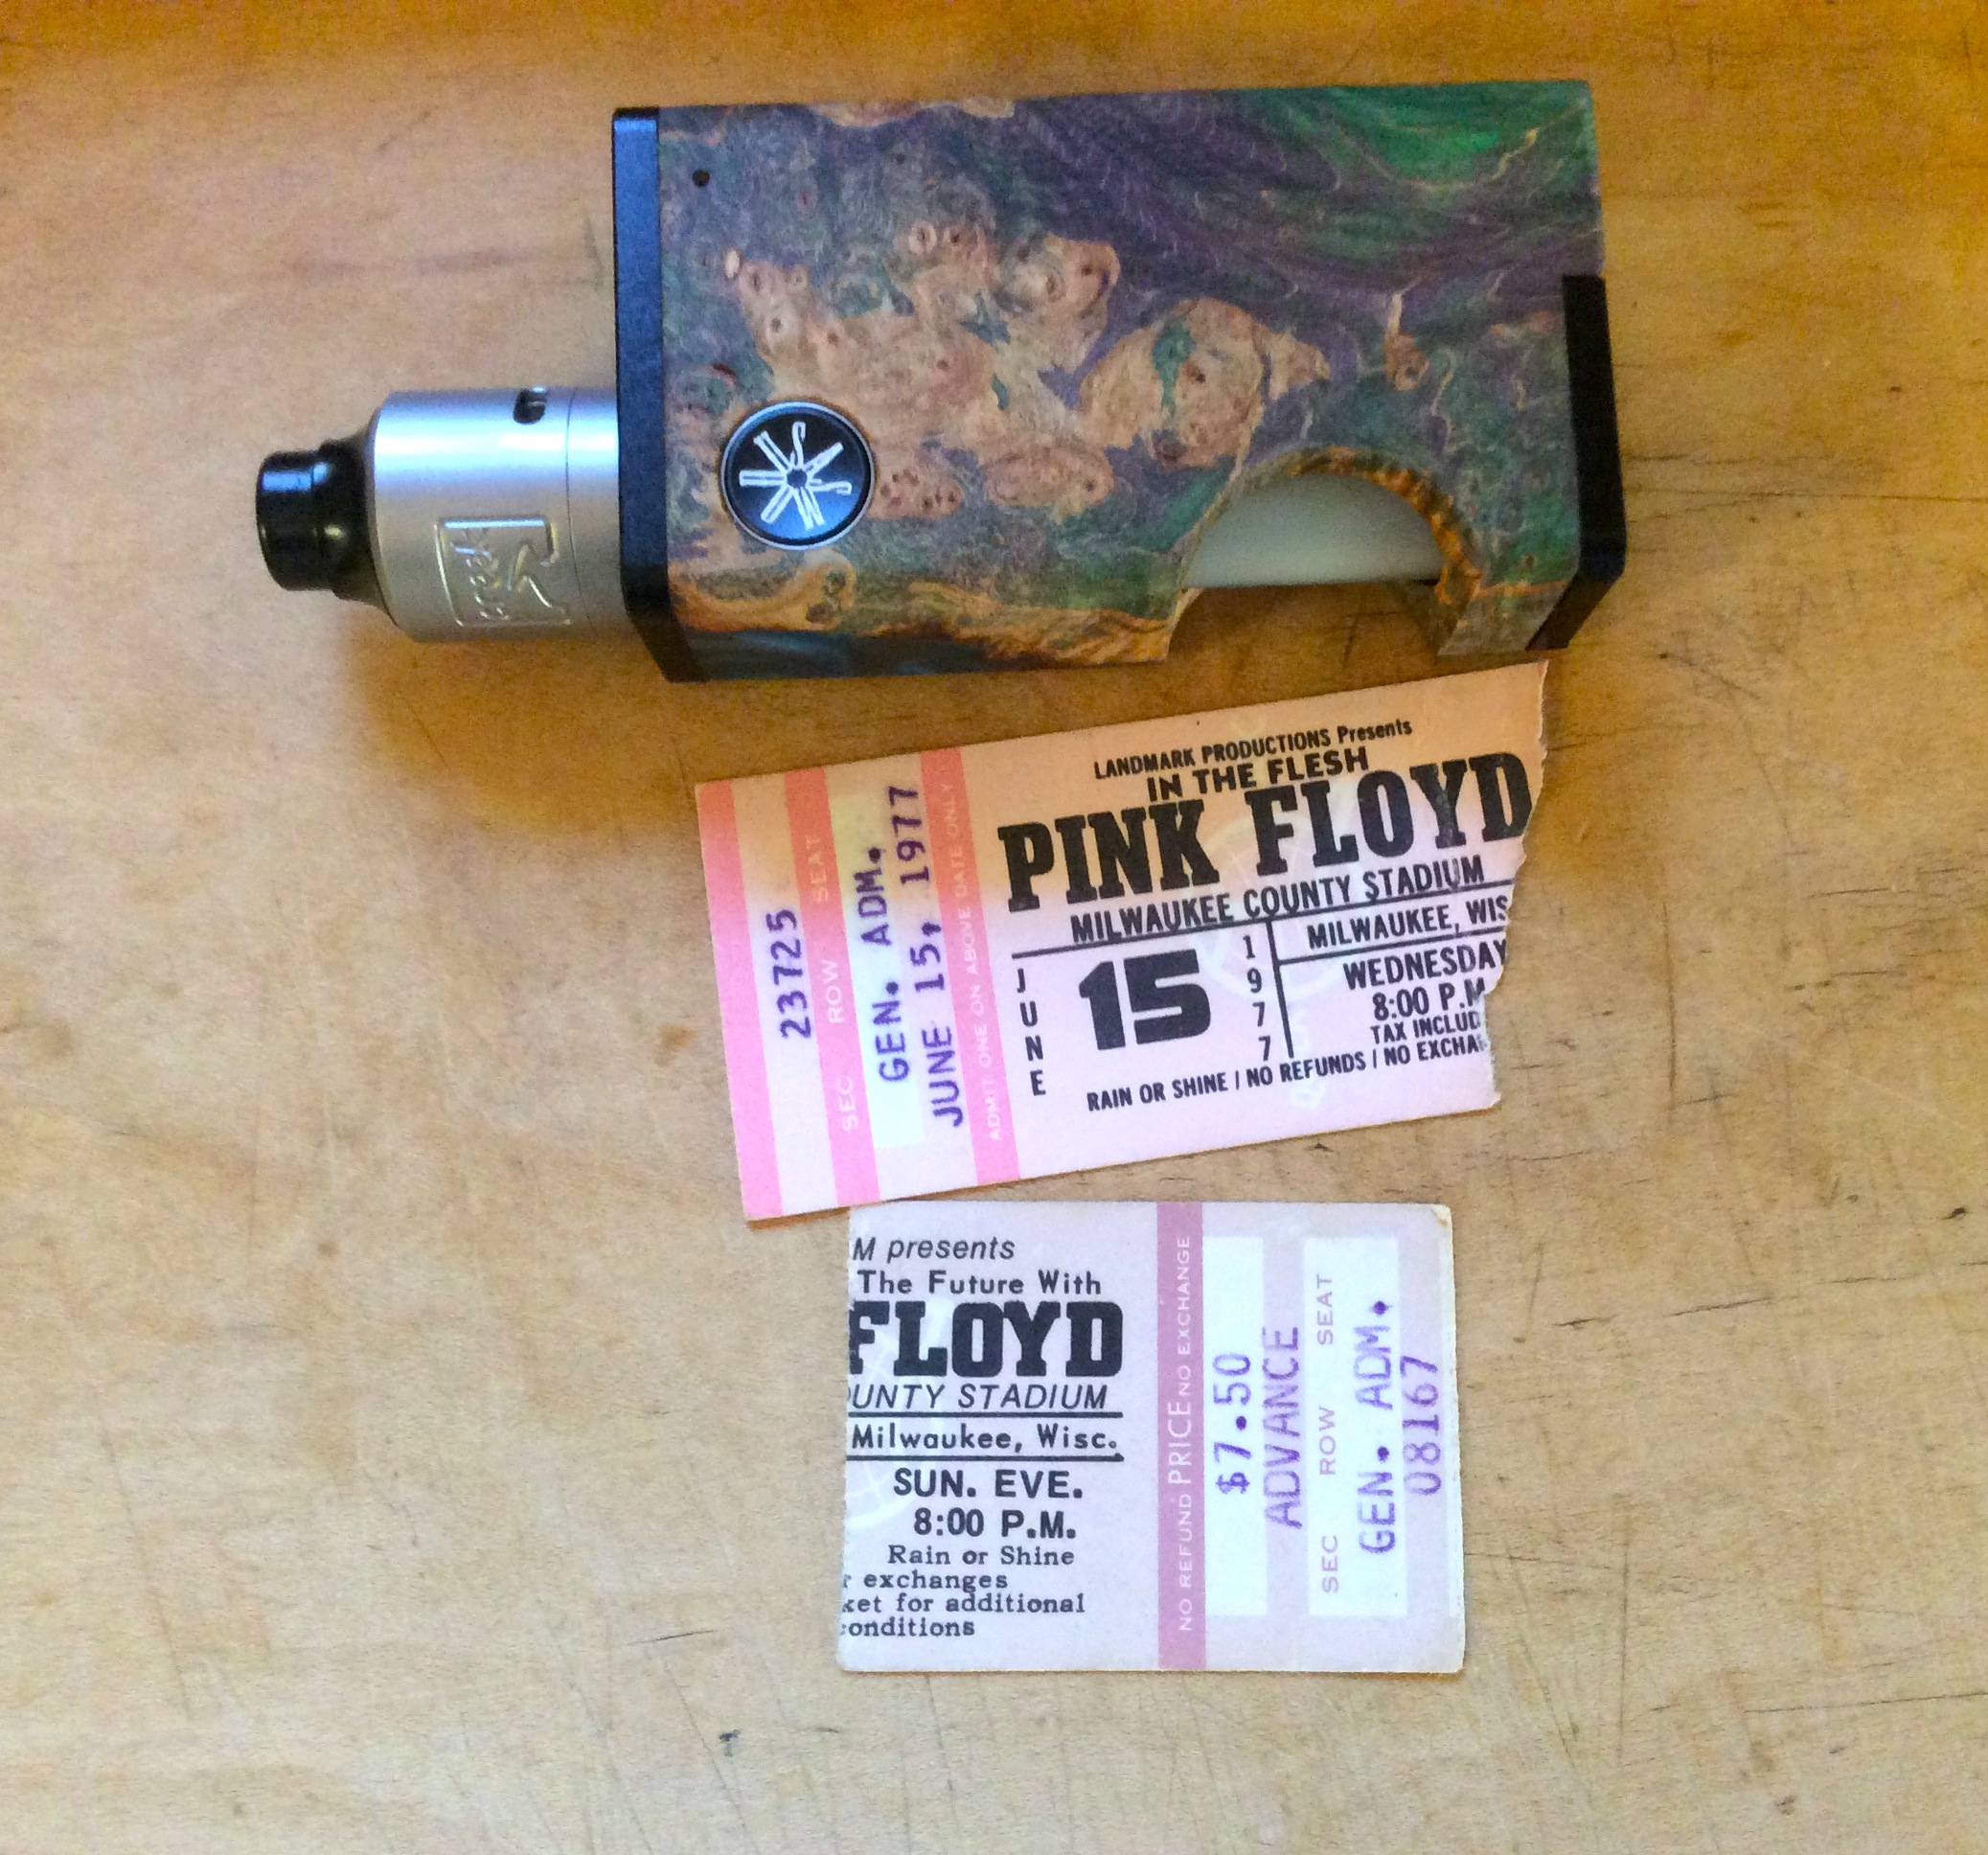 23725
SEC ROW SEAT
GEN. ADM.
JUNE 15, 1977
ADMIT ONE ON ABOVE DATE ONLY
LANDMARK PRODUCTIONS Presents
IN THE FLESH
PINK FLOYD
MILWAUKEE COUNTY STADIUM
JUNE
15
1977
MILWAUKEE, WIS
WEDNESDAY
8:00 P.M
TAX INCLUD
RAIN OR SHINE / NO REFUNDS / NO EXCHA
M presents
The Future With
FLOYD
OUNTY STADIUM
Milwaukee, Wisc.
SUN. EVE.
8:00 P.M.
Rain or Shine
r exchanges
ket for additional
conditions
NO REFUND PRICE NO EXCHANGE
$7.50
ADVANCE
SEC ROW SEAT
GEN. ADM.
08167